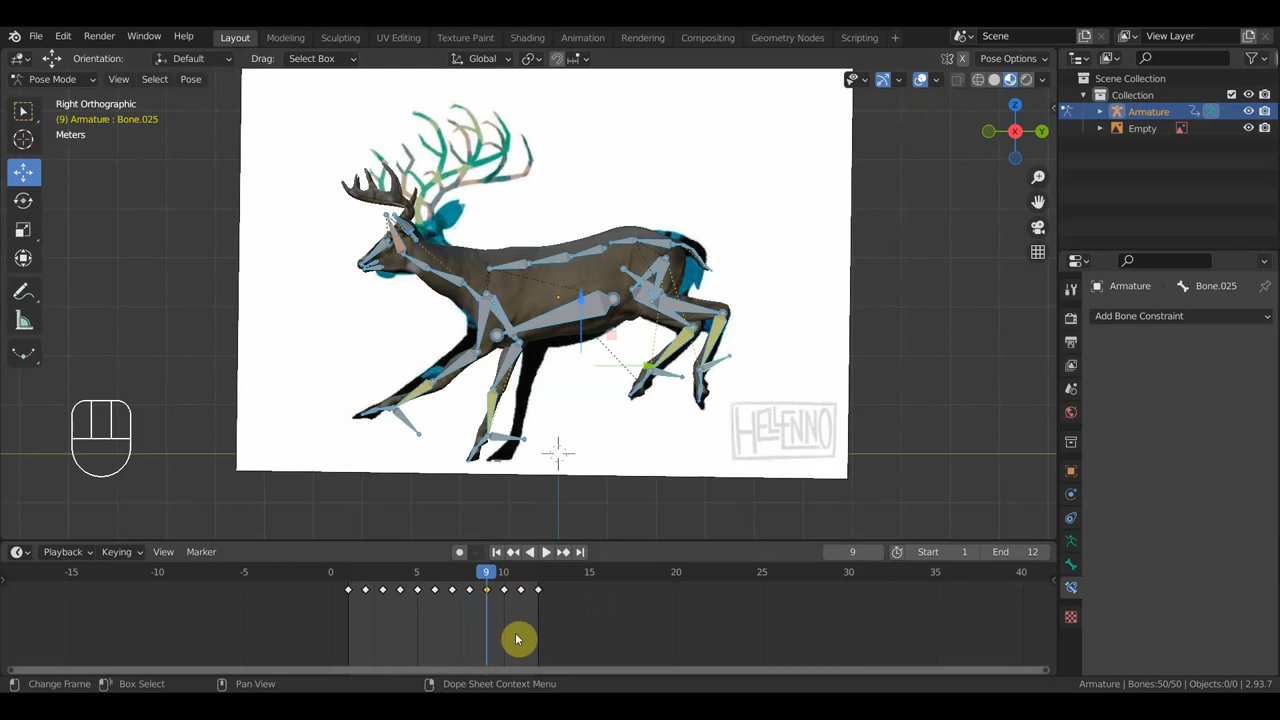 File Edit Render Window Help Layout Modeling Sculpting UV Editing Texture Paint Shading Animation Rendering Compositing Geometry Nodes Scripting + Scene View Layer
Orientation: Default Drag: Select Box Global Pose Options
Pose Mode View Select Pose
Right Orthographic
(9) Armature : Bone.025
Meters
Z
X
Y
Scene Collection
Collection
Armature
Empty
Armature Bone.025
Add Bone Constraint
HELLENNO
Playback Keying View Marker 9 Start 1 End 12
-15 -10 -5 0 5 9 10 15 20 25 30 35 40
Change Frame Box Select Pan View Dope Sheet Context Menu Armature | Bones:50/50 | Objects:0/0 | 2.93.7